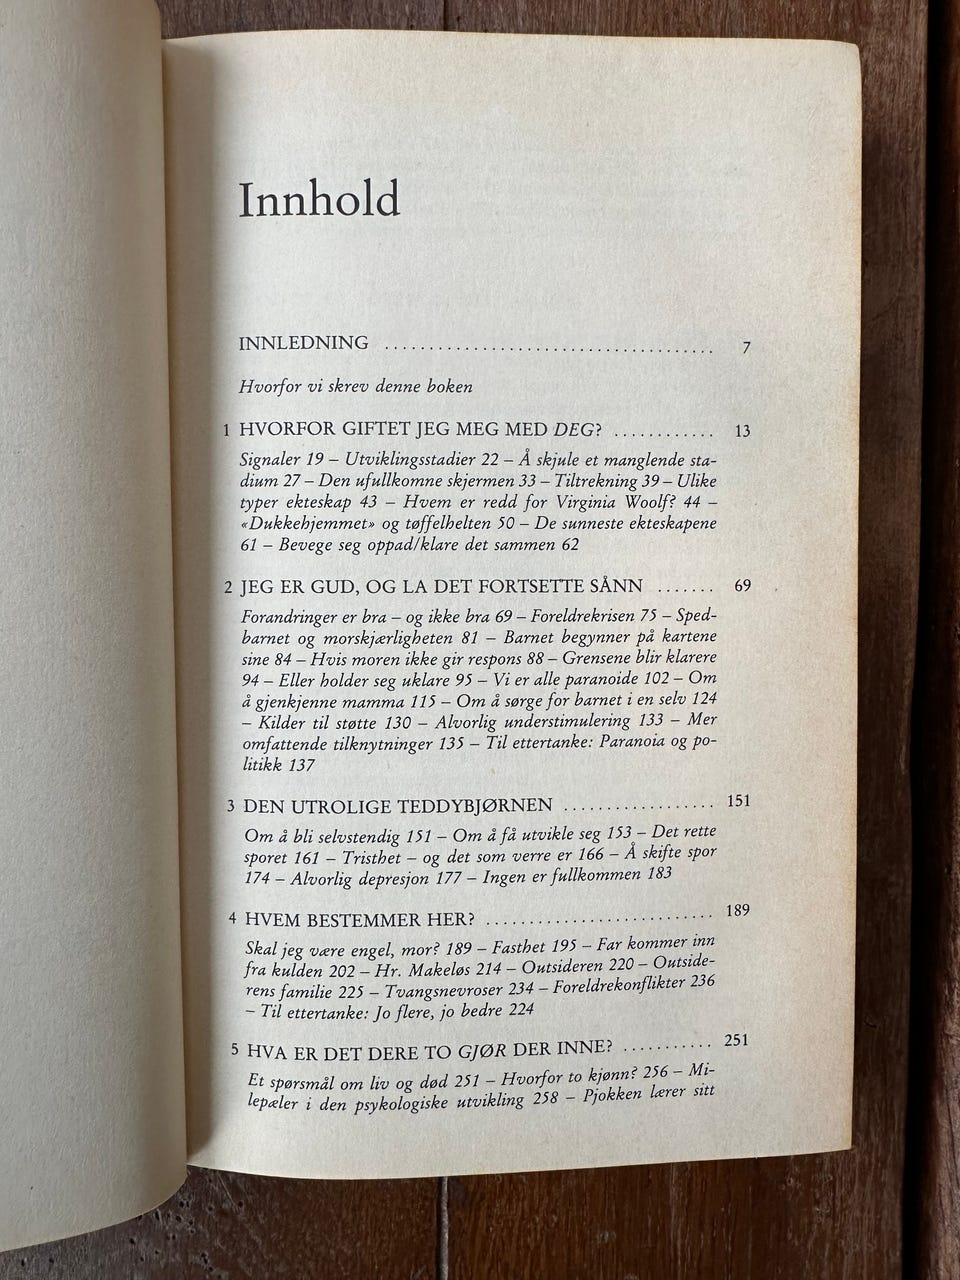 Innhold
INNLEDNING ..................................... 7
Hvorfor vi skrev denne boken
1 HVORFOR GIFTET JEG MEG MED DEG? ............ 13
Signaler 19 – Utviklingsstadier 22 – Å skjule et manglende sta-
dium 27 – Den ufullkomne skjermen 33 – Tiltrekning 39 – Ulike
typer ekteskap 43 – Hvem er redd for Virginia Woolf? 44 –
«Dukkehjemmet» og tøffelhelten 50 – De sunneste ekteskapene
61 – Bevege seg oppad/klare det sammen 62
2 JEG ER GUD, OG LA DET FORTSETTE SÅNN ....... 69
Forandringer er bra – og ikke bra 69 – Foreldrekrisen 75 – Sped-
barnet og morskjærligheten 81 – Barnet begynner på kartene
sine 84 – Hvis moren ikke gir respons 88 – Grensene blir klarere
94 – Eller holder seg uklare 95 – Vi er alle paranoide 102 – Om
å gjenkjenne mamma 115 – Om å sørge for barnet i en selv 124
– Kilder til støtte 130 – Alvorlig understimulering 133 – Mer
omfattende tilknytninger 135 – Til ettertanke: Paranoia og po-
litikk 137
3 DEN UTROLIGE TEDDYBJØRNEN ................. 151
Om å bli selvstendig 151 – Om å få utvikle seg 153 – Det rette
sporet 161 – Tristhet – og det som verre er 166 – Å skifte spor
174 – Alvorlig depresjon 177 – Ingen er fullkommen 183
4 HVEM BESTEMMER HER? .......................... 189
Skal jeg være engel, mor? 189 – Fasthet 195 – Far kommer inn
fra kulden 202 – Hr. Makeløs 214 – Outsideren 220 – Outside-
rens familie 225 – Tvangsnevroser 234 – Foreldrekonflikter 236
– Til ettertanke: Jo flere, jo bedre 224
5 HVA ER DET DERE TO GJØR DER INNE? ........... 251
Et spørsmål om liv og død 251 – Hvorfor to kjønn? 256 – Mi-
lepæler i den psykologiske utvikling 258 – Pjokken lærer sitt